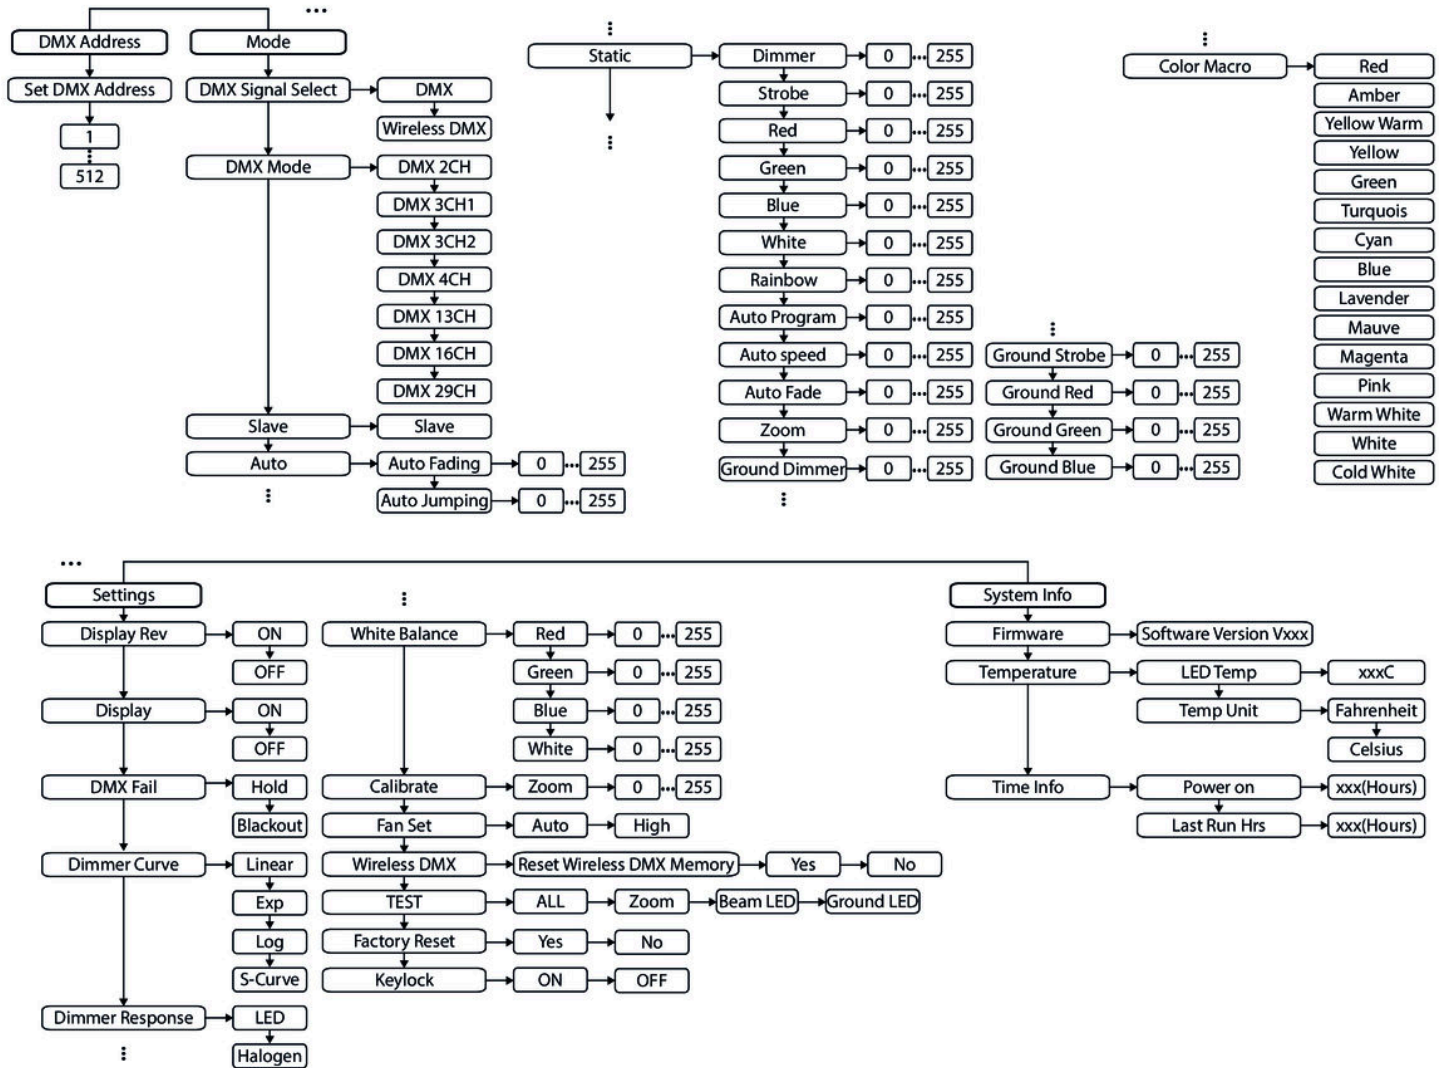 ...
DMX Address
Set DMX Address
1
...
512
Mode
DMX Signal Select
DMX
Wireless DMX
DMX Mode
DMX 2CH
DMX 3CH1
DMX 3CH2
DMX 4CH
DMX 13CH
DMX 16CH
DMX 29CH
Slave
Slave
Auto
Auto Fading 0 ... 255
Auto Jumping 0 ... 255
...
...
Static
...
Dimmer 0 ... 255
Strobe 0 ... 255
Red 0 ... 255
Green 0 ... 255
Blue 0 ... 255
White 0 ... 255
Rainbow 0 ... 255
Auto Program 0 ... 255
Auto speed 0 ... 255
Auto Fade 0 ... 255
Zoom 0 ... 255
Ground Dimmer 0 ... 255
...
...
Ground Strobe 0 ... 255
Ground Red 0 ... 255
Ground Green 0 ... 255
Ground Blue 0 ... 255
...
Color Macro
Red
Amber
Yellow Warm
Yellow
Green
Turquois
Cyan
Blue
Lavender
Mauve
Magenta
Pink
Warm White
White
Cold White
...
Settings
Display Rev
ON
OFF
Display
ON
OFF
DMX Fail
Hold
Blackout
Dimmer Curve
Linear
Exp
Log
S-Curve
Dimmer Response
LED
Halogen
...
...
White Balance
Red 0 ... 255
Green 0 ... 255
Blue 0 ... 255
White 0 ... 255
Calibrate Zoom 0 ... 255
Fan Set Auto High
Wireless DMX Reset Wireless DMX Memory Yes No
TEST ALL Zoom Beam LED Ground LED
Factory Reset Yes No
Keylock ON OFF
System Info
Firmware Software Version Vxxx
Temperature LED Temp xxxC
Temp Unit Fahrenheit
Celsius
Time Info Power on xxx(Hours)
Last Run Hrs xxx(Hours)